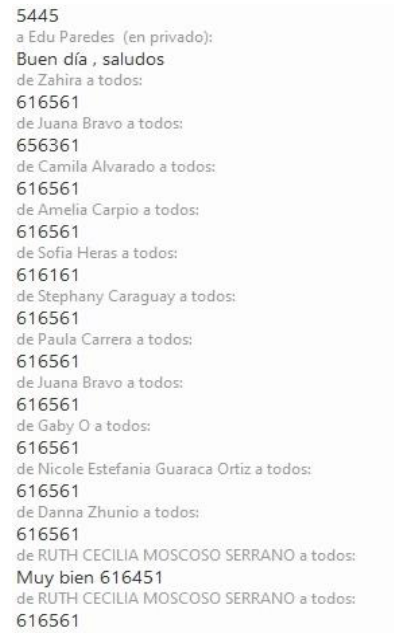 5445
a Edu Paredes (en privado):
Buen día , saludos
de Zahira a todos:
616561
de Juana Bravo a todos:
656361
de Camila Alvarado a todos:
616561
de Amelia Carpio a todos:
616561
de Sofia Heras a todos:
616161
de Stephany Caraguay a todos:
616561
de Paula Carrera a todos:
616561
de Juana Bravo a todos:
616561
de Gaby O a todos:
616561
de Nicole Estefania Guaraca Ortiz a todos:
616561
de Danna Zhunio a todos:
616561
de RUTH CECILIA MOSCOSO SERRANO a todos:
Muy bien 616451
de RUTH CECILIA MOSCOSO SERRANO a todos:
616561